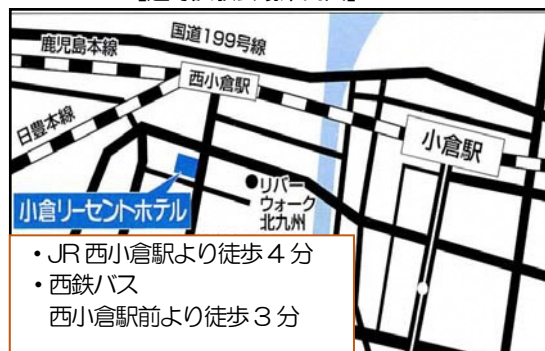 国道199号線
鹿児島本線
西小倉駅
日豊本線
小倉駅
小倉リーセントホテル
リバー
ウォーク
北九州
・JR西小倉駅より徒歩4分
・西鉄バス
西小倉駅前より徒歩3分